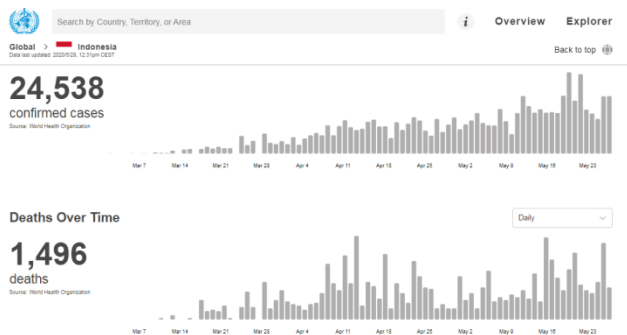 Search by Country, Territory, or Area
i
Overview
Explorer
Global > Indonesia
Data last updated: 2020/5/29, 12:31pm CEST
Back to top
24,538
confirmed cases
Source: World Health Organization
Mar 7 Mar 14 Mar 21 Mar 28 Apr 4 Apr 11 Apr 18 Apr 25 May 2 May 9 May 16 May 23
Deaths Over Time
Daily
1,496
deaths
Source: World Health Organization
Mar 7 Mar 14 Mar 21 Mar 28 Apr 4 Apr 11 Apr 18 Apr 25 May 2 May 9 May 16 May 23